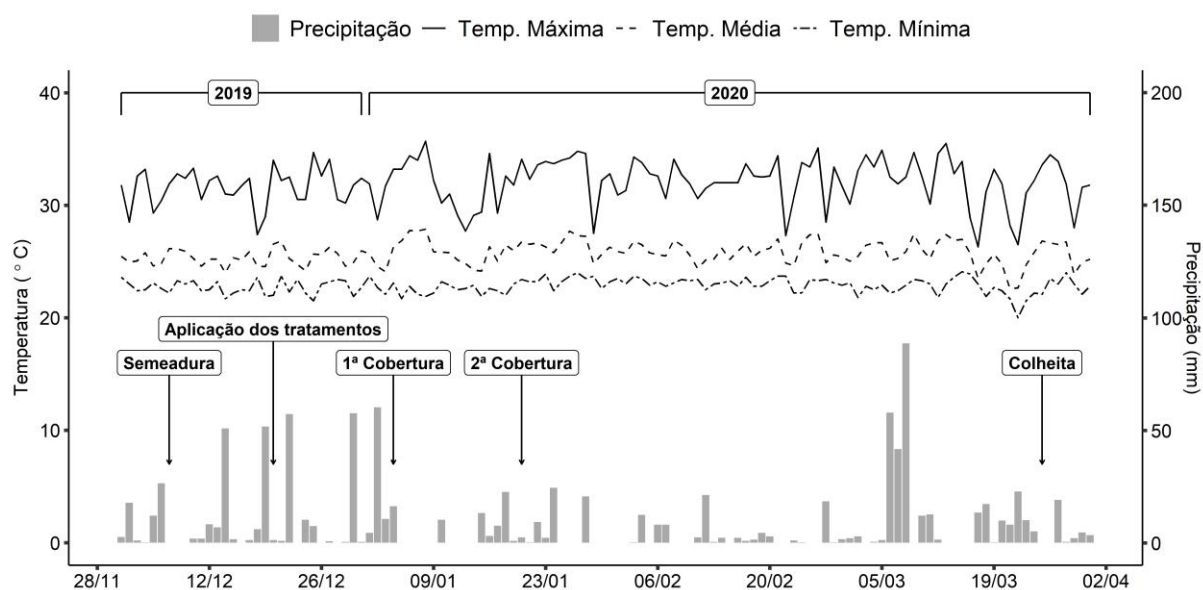 Precipitação Temp. Máxima Temp. Média Temp. Mínima
2019 2020
40 200
30 150
20 100
10 50
0 0
Temperatura ( ° C)
Precipitação (mm)
Aplicação dos tratamentos
Semeadura 1ª Cobertura 2ª Cobertura Colheita
28/11 12/12 26/12 09/01 23/01 06/02 20/02 05/03 19/03 02/04